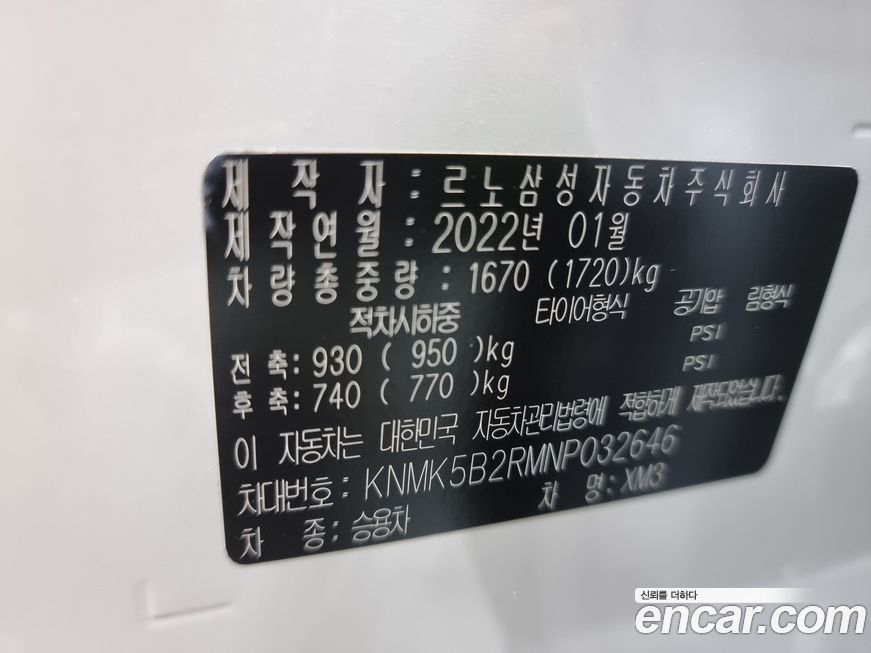 제 작 자 : 르노삼성자동차주식회사
제작연월 : 2022년 01월
차량총중량 : 1670 (1720)kg
적차시하중 타이어형식 공기압 림형식
전 축: 930 ( 950 )kg PSI
후 축: 740 ( 770 )kg PSI
이 자동차는 대한민국 자동차관리법령에 적합하게 제작되었습니다.
차대번호 : KNMK5B2RMNP032646
차 종: 승용차 차 명: XM3
신뢰를 더하다
encar.com